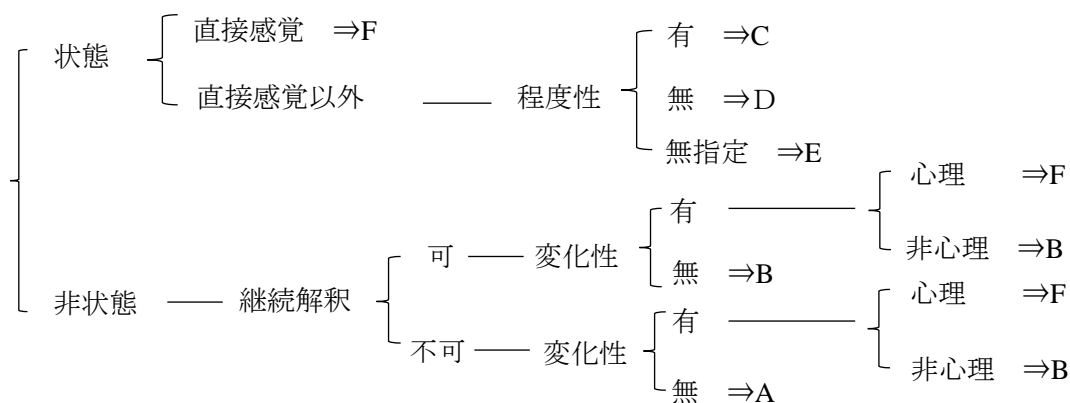 状態
直接感覚 ⇒F
直接感覚以外
程度性
有 ⇒C
無 ⇒D
無指定 ⇒E
非状態
継続解釈
可
変化性
有
心理 ⇒F
非心理 ⇒B
無 ⇒B
不可
変化性
有
心理 ⇒F
非心理 ⇒B
無 ⇒A